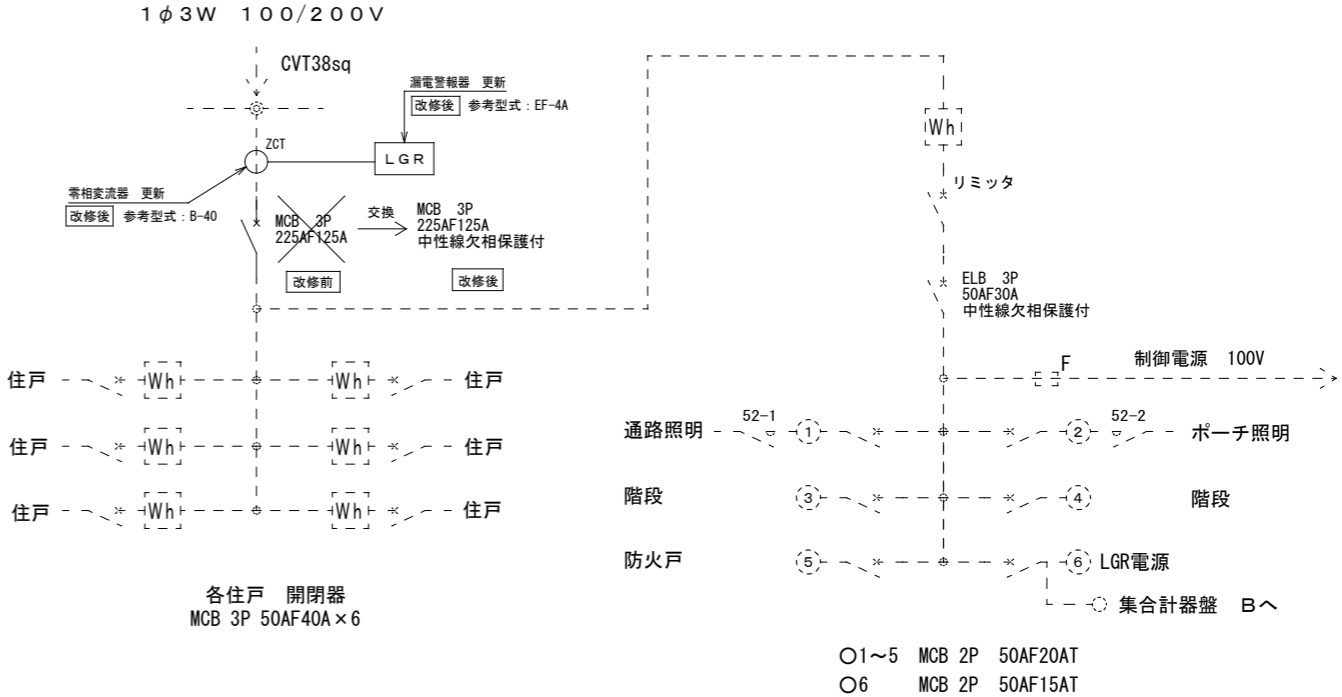 1φ3W 100/200V
CVT38sq
漏電警報器 更新
改修後 参考型式：EF-4A
ZCT
LGR
零相変流器 更新
改修後 参考型式：B-40
MCB 3P
225AF125A
交換
MCB 3P
225AF125A
中性線欠相保護付
改修前
改修後
Wh
リミッタ
ELB 3P
50AF30A
中性線欠相保護付
F
制御電源 100V
住戸 Wh Wh 住戸
住戸 Wh Wh 住戸
住戸 Wh Wh 住戸
各住戸 開閉器
MCB 3P 50AF40A×6
通路照明 52-1 ① ② 52-2 ポーチ照明
階段 ③ ④ 階段
防火戸 ⑤ ⑥ LGR電源
集合計器盤 Bへ
○1～5 MCB 2P 50AF20AT
○6 MCB 2P 50AF15AT